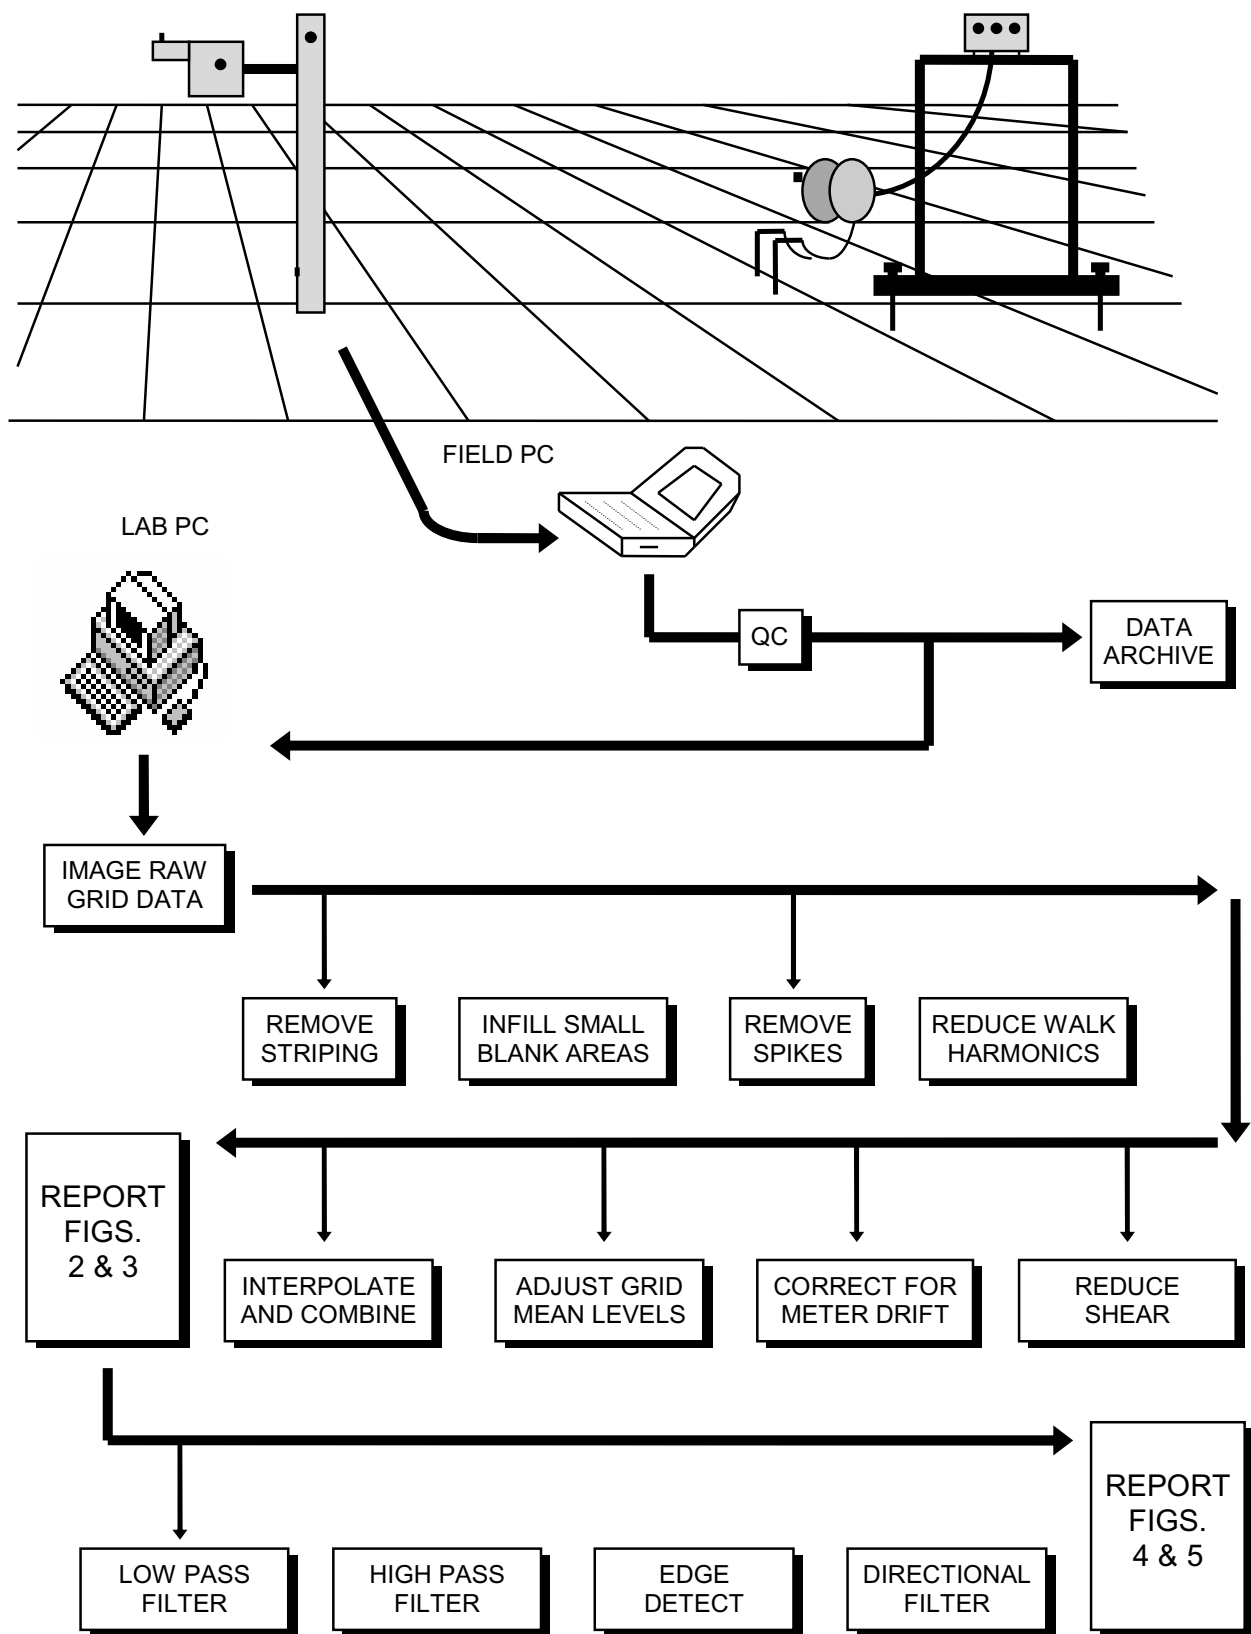 FIELD PC
LAB PC
QC
DATA
ARCHIVE
IMAGE RAW
GRID DATA
REMOVE
STRIPING
INFILL SMALL
BLANK AREAS
REMOVE
SPIKES
REDUCE WALK
HARMONICS
REPORT
FIGS.
2 & 3
INTERPOLATE
AND COMBINE
ADJUST GRID
MEAN LEVELS
CORRECT FOR
METER DRIFT
REDUCE
SHEAR
REPORT
FIGS.
4 & 5
LOW PASS
FILTER
HIGH PASS
FILTER
EDGE
DETECT
DIRECTIONAL
FILTER